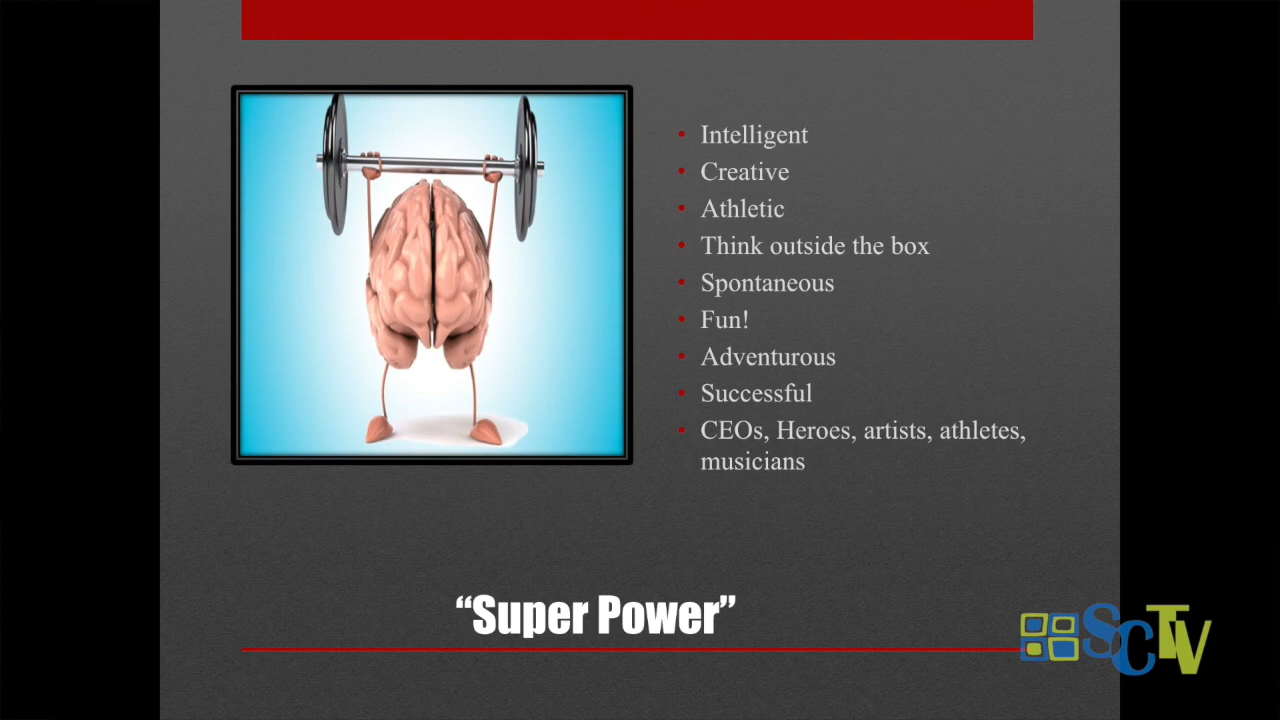 Intelligent
Creative
Athletic
Think outside the box
Spontaneous
Fun!
Adventurous
Successful
CEOs, Heroes, artists, athletes,
musicians
“Super Power”
SCTV